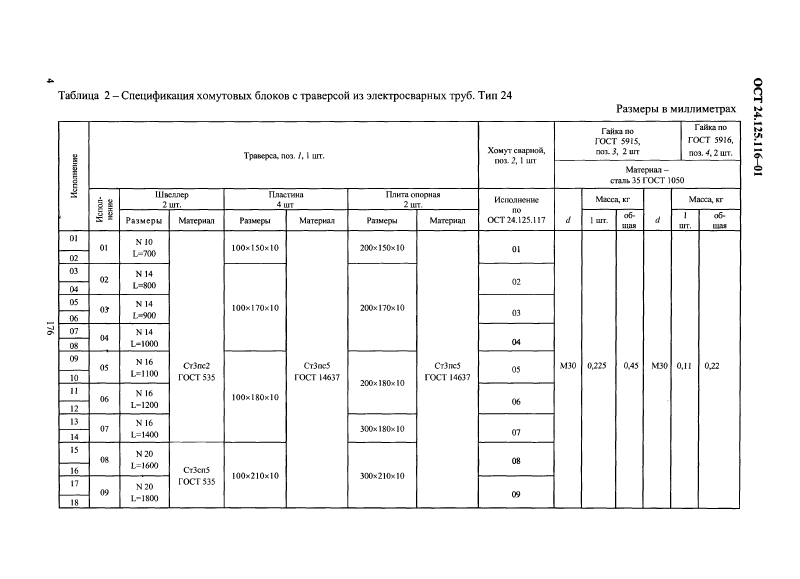 4
ОСТ 24.125.116–01
Таблица 2 – Спецификация хомутовых блоков с траверсой из электросварных труб. Тип 24
Размеры в миллиметрах
Исполнение
Траверса, поз. 1, 1 шт.
Хомут сварной,
поз. 2, 1 шт
Гайка по
ГОСТ 5915,
поз. 3, 2 шт
Гайка по
ГОСТ 5916,
поз. 4, 2 шт.
Материал –
сталь 35 ГОСТ 1050
Испол-
нение
Швеллер
2 шт.
Пластина
4 шт
Плита опорная
2 шт.
Исполнение
по
ОСТ 24.125.117
d
Масса, кг
d
Масса, кг
Размеры
Материал
Размеры
Материал
Размеры
Материал
1 шт.
об-
щая
1
шт.
об-
щая
01
02
01
N 10
L=700
100×150×10
200×150×10
01
03
04
02
N 14
L=800
02
05
06
03
N 14
L=900
100×170×10
200×170×10
03
07
08
04
N 14
L=1000
04
09
10
05
N 16
L=1100
Ст3пс2
ГОСТ 535
Ст3пс5
ГОСТ 14637
200×180×10
Ст3пс5
ГОСТ 14637
05
М30
0,225
0,45
М30
0,11
0,22
11
12
06
N 16
L=1200
100×180×10
06
13
14
07
N 16
L=1400
300×180×10
07
15
16
08
N 20
L=1600
Ст3сп5
ГОСТ 535
100×210×10
300×210×10
08
17
18
09
N 20
L=1800
09
176